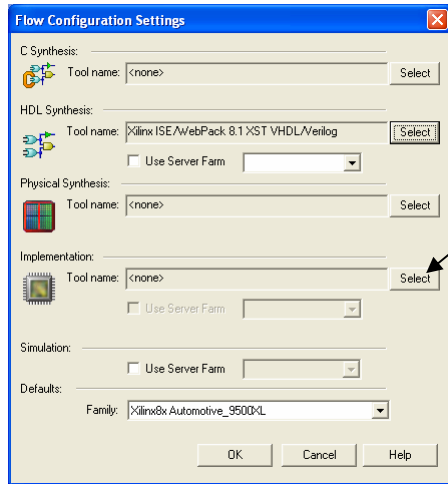 Flow Configuration Settings
C Synthesis:
Tool name: <none> Select
HDL Synthesis:
Tool name: Xilinx ISE/WebPack 8.1 XST VHDL/Verilog Select
Use Server Farm
Physical Synthesis:
Tool name: <none> Select
Implementation:
Tool name: <none> Select
Use Server Farm
Simulation:
Use Server Farm
Defaults:
Family: Xilinx8x Automotive_9500XL
OK Cancel Help